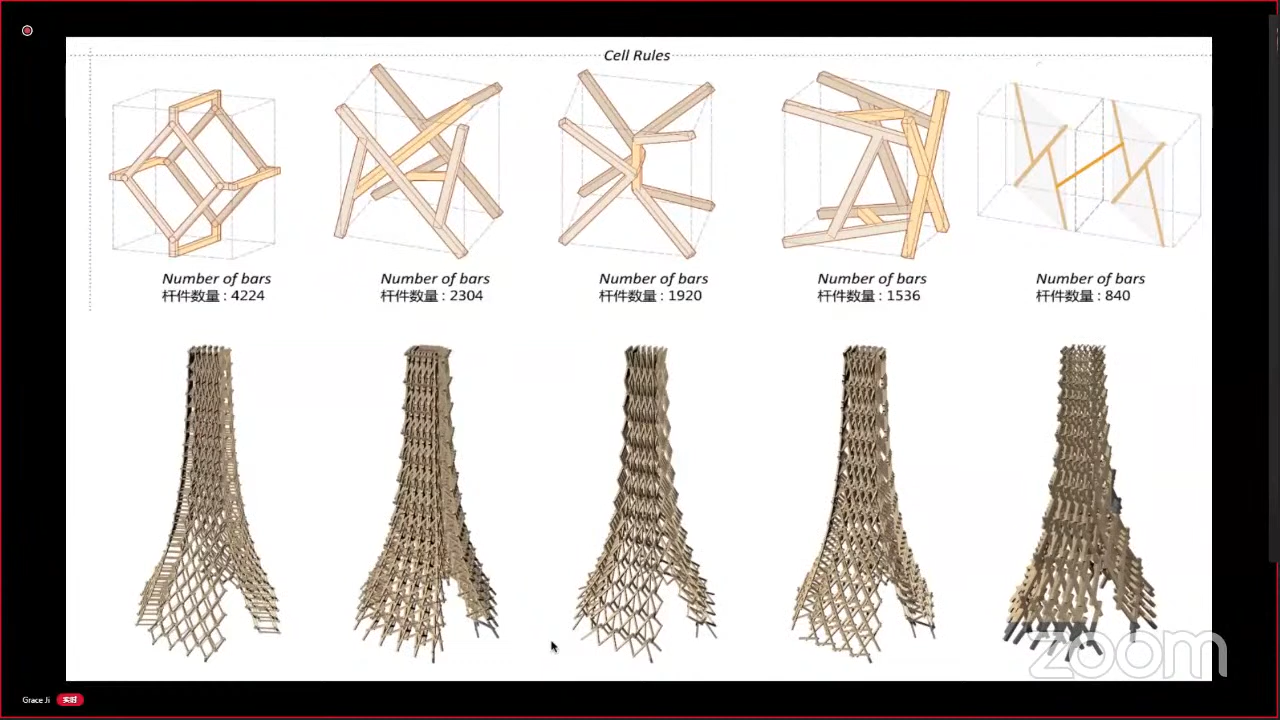 Cell Rules
Number of bars
杆件数量 : 4224
Number of bars
杆件数量 : 2304
Number of bars
杆件数量 : 1920
Number of bars
杆件数量 : 1536
Number of bars
杆件数量 : 840
zoom
Grace Ji 实时